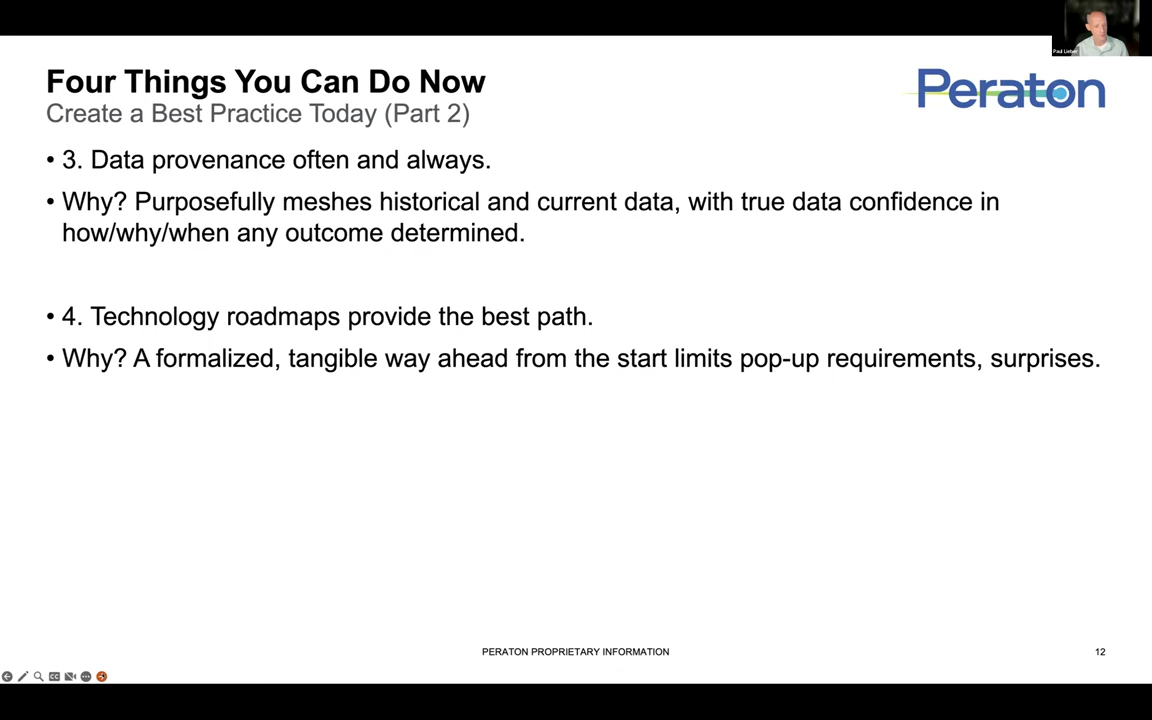 Paul Lieber
Four Things You Can Do Now
Peraton
Create a Best Practice Today (Part 2)
• 3. Data provenance often and always.
• Why? Purposefully meshes historical and current data, with true data confidence in
how/why/when any outcome determined.
• 4. Technology roadmaps provide the best path.
• Why? A formalized, tangible way ahead from the start limits pop-up requirements, surprises.
PERATON PROPRIETARY INFORMATION
12